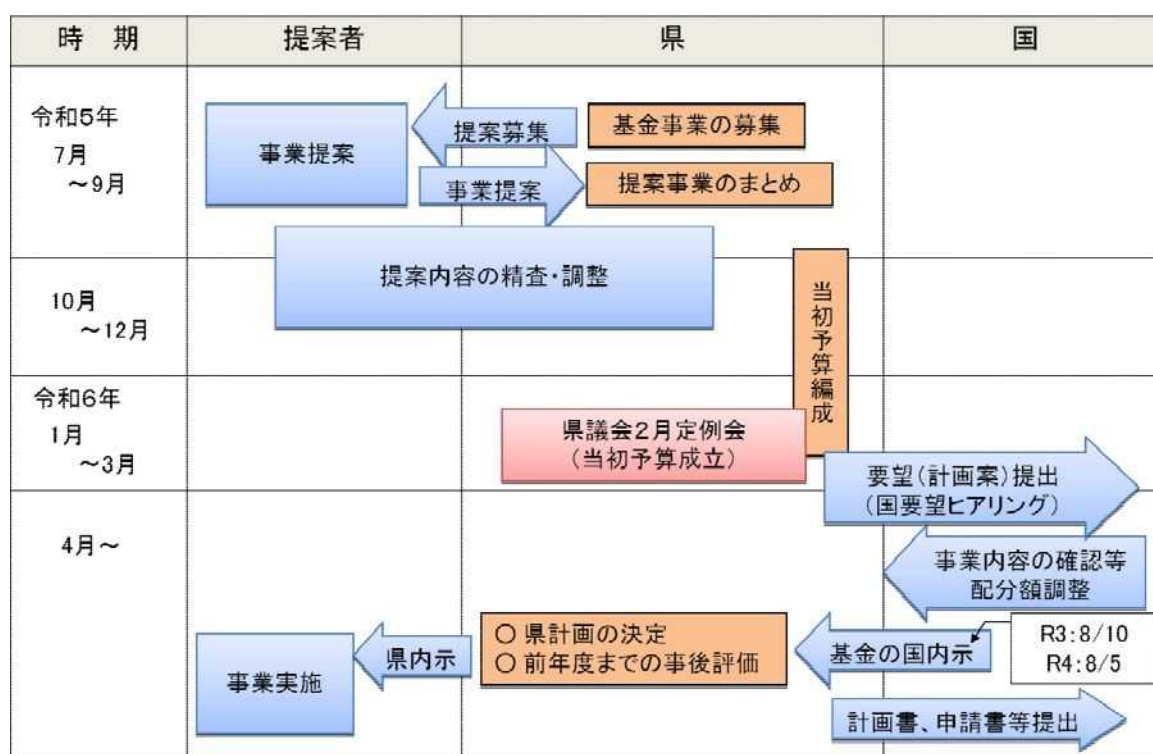 時　期
提案者
県
国
令和5年
7月
～9月
事業提案
提案募集
基金事業の募集
事業提案
提案事業のまとめ
提案内容の精査・調整
10月
～12月
当初予算編成
令和6年
1月
～3月
県議会2月定例会
（当初予算成立）
要望（計画案）提出
（国要望ヒアリング）
4月～
事業内容の確認等
配分額調整
事業実施
県内示
○ 県計画の決定
○ 前年度までの事後評価
基金の国内示
R3:8/10
R4:8/5
計画書、申請書等提出